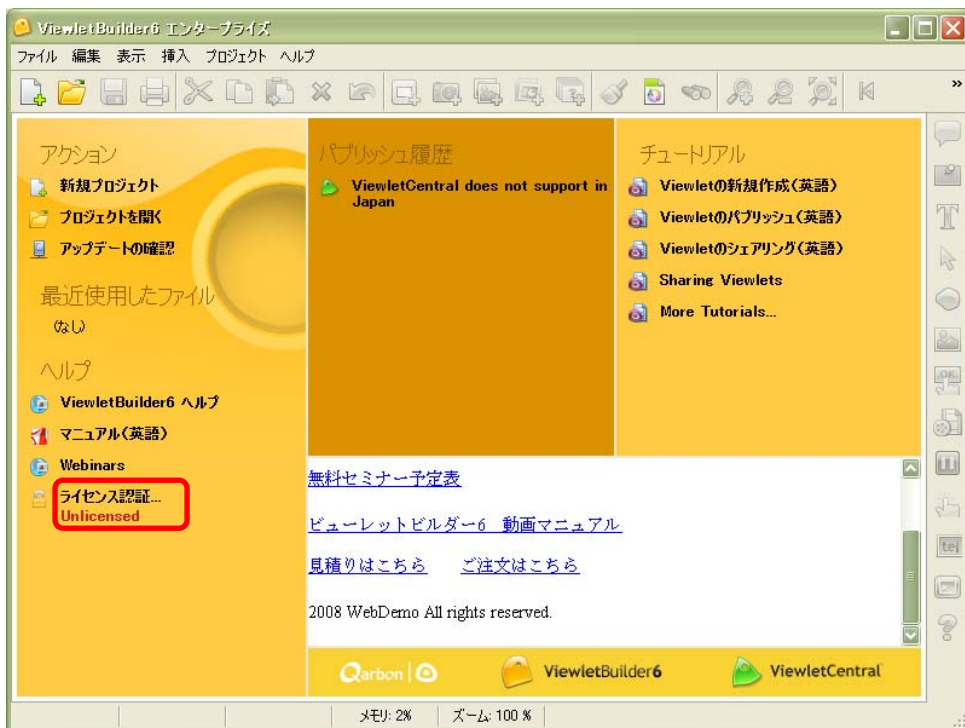 ViewletBuilder6 エンタープライズ
ファイル 編集 表示 挿入 プロジェクト ヘルプ
»
アクション
新規プロジェクト
プロジェクトを開く
アップデートの確認
最近使用したファイル
(なし)
ヘルプ
ViewletBuilder6 ヘルプ
マニュアル(英語)
Webinars
ライセンス認証...
Unlicensed
パブリッシュ履歴
ViewletCentral does not support in
Japan
チュートリアル
Viewletの新規作成(英語)
Viewletのパブリッシュ(英語)
Viewletのシェアリング(英語)
Sharing Viewlets
More Tutorials...
無料セミナー予定表
ビューレットビルダー6 動画マニュアル
見積りはこちら ご注文はこちら
2008 WebDemo All rights reserved.
Qarbon ViewletBuilder6 ViewletCentral
OK
tel
メモリ: 2% ズーム: 100 %